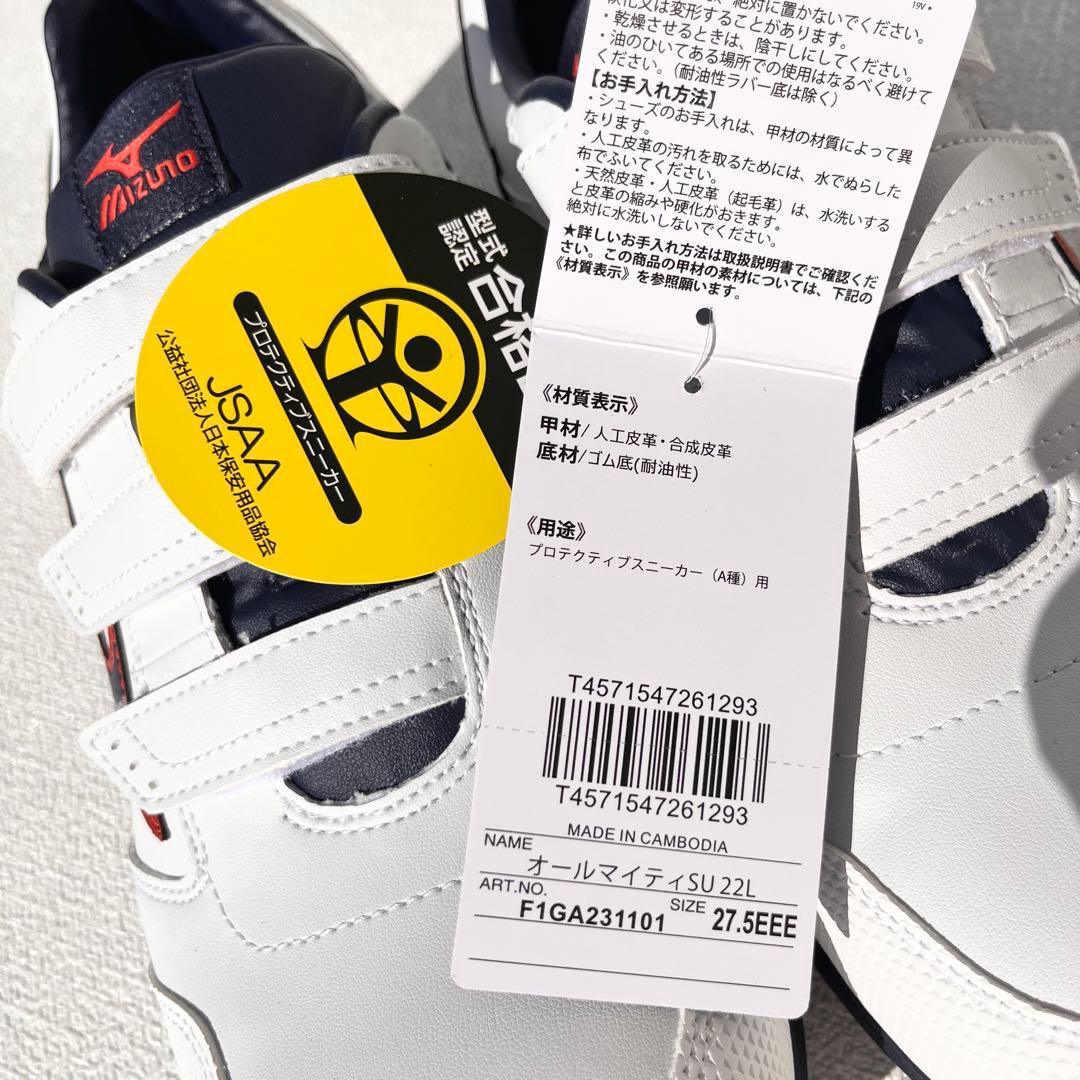 19V●
絶対に置かないでください。
軟化又は変形することがあります。
・乾燥させるときは、陰干しにしてください。
・油のひいてある場所での使用はなるべく避けて
ください。（耐油性ラバー底は除く）
【お手入れ方法】
・シューズのお手入れは、甲材の材質によって異
なります。
・人工皮革の汚れを取るためには、水でぬらした
布でふいてください。
・天然皮革・人工皮革（起毛革）は、水洗いする
と皮革の縮みや硬化がおきます。
絶対に水洗いしないでください。
★詳しいお手入れ方法は取扱説明書でご確認くだ
さい。この商品の甲材の素材については、下記の
《材質表示》を参照願います。
《材質表示》
甲材/人工皮革・合成皮革
底材/ゴム底(耐油性)
《用途》
プロテクティブスニーカー（A種）用
T4571547261293
T4571547261293
MADE IN CAMBODIA
NAME
オールマイティSU 22L
ART.NO.
F1GA231101
SIZE
27.5EEE
MIZUNO
型式
認定
合格
プロテクティブスニーカー
JSAA
公益社団法人日本保安用品協会